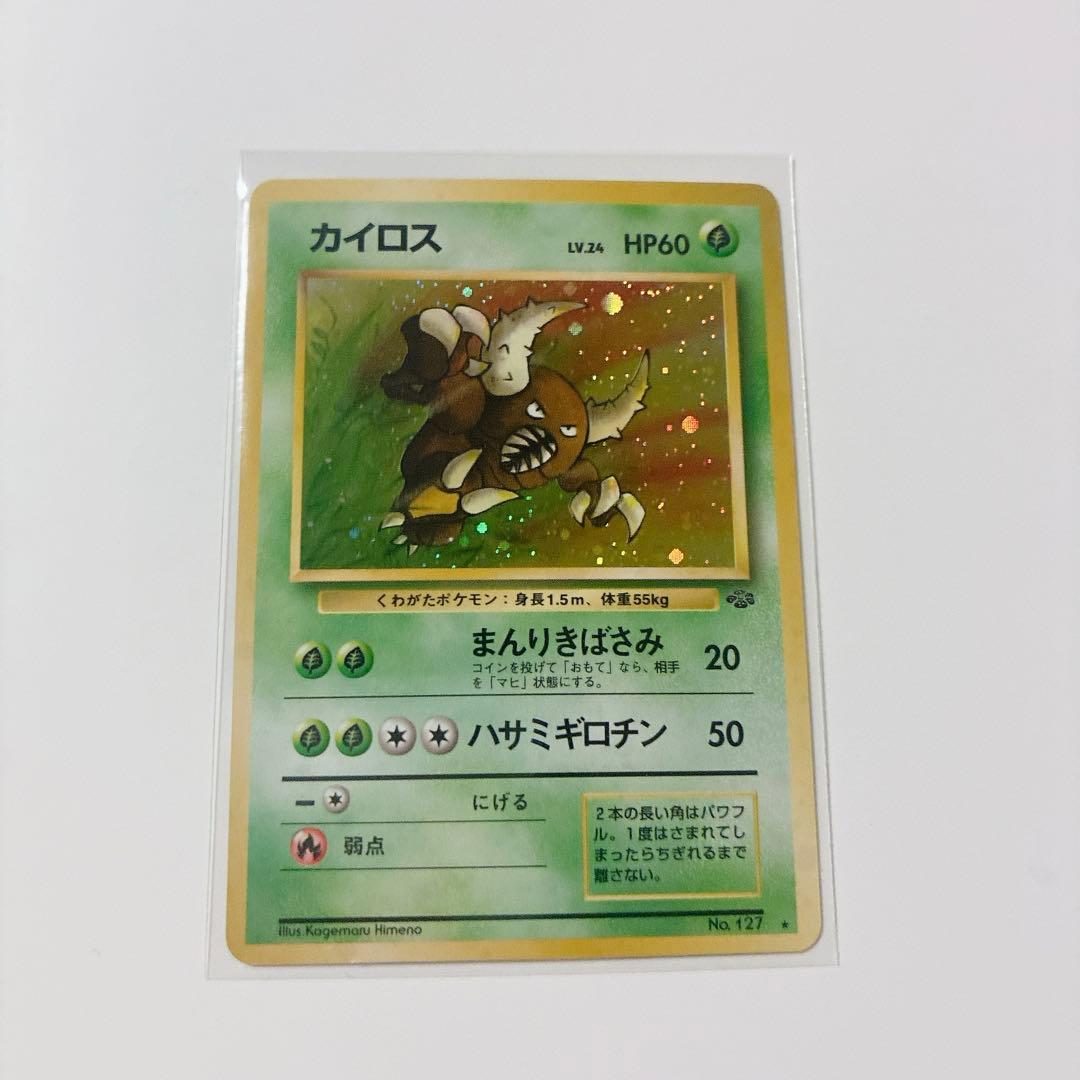 カイロス LV.24 HP60
くわがたポケモン：身長1.5m、体重55kg
まんりきばさみ 20
コインを投げて「おもて」なら、相手
を「マヒ」状態にする。
ハサミギロチン 50
にげる
弱点
2本の長い角はパワフ
ル。1度はさまれてし
まったらちぎれるまで
離さない。
Illus.Kagemaru Himeno
No. 127